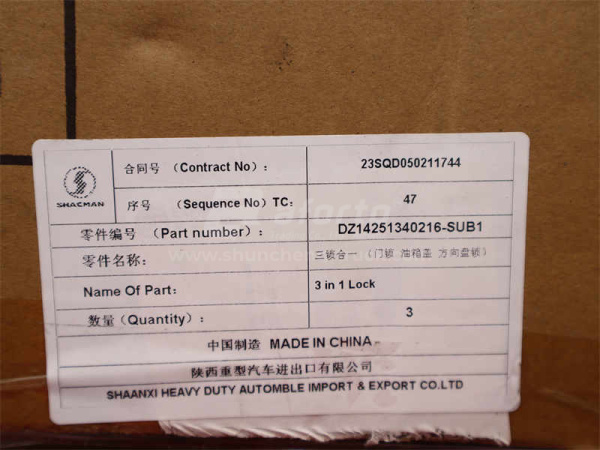 SHACMAN
合同号 (Contract No): 23SQD050211744
序号 (Sequence No) TC: 47
零件编号 (Part number): DZ14251340216-SUB1
零件名称: 三锁合一 (门锁 油箱盖 方向盘锁)
Name Of Part: 3 in 1 Lock
数量 (Quantity): 3
中国制造 MADE IN CHINA
陕西重型汽车进出口有限公司
SHAANXI HEAVY DUTY AUTOMBLE IMPORT & EXPORT CO.LTD